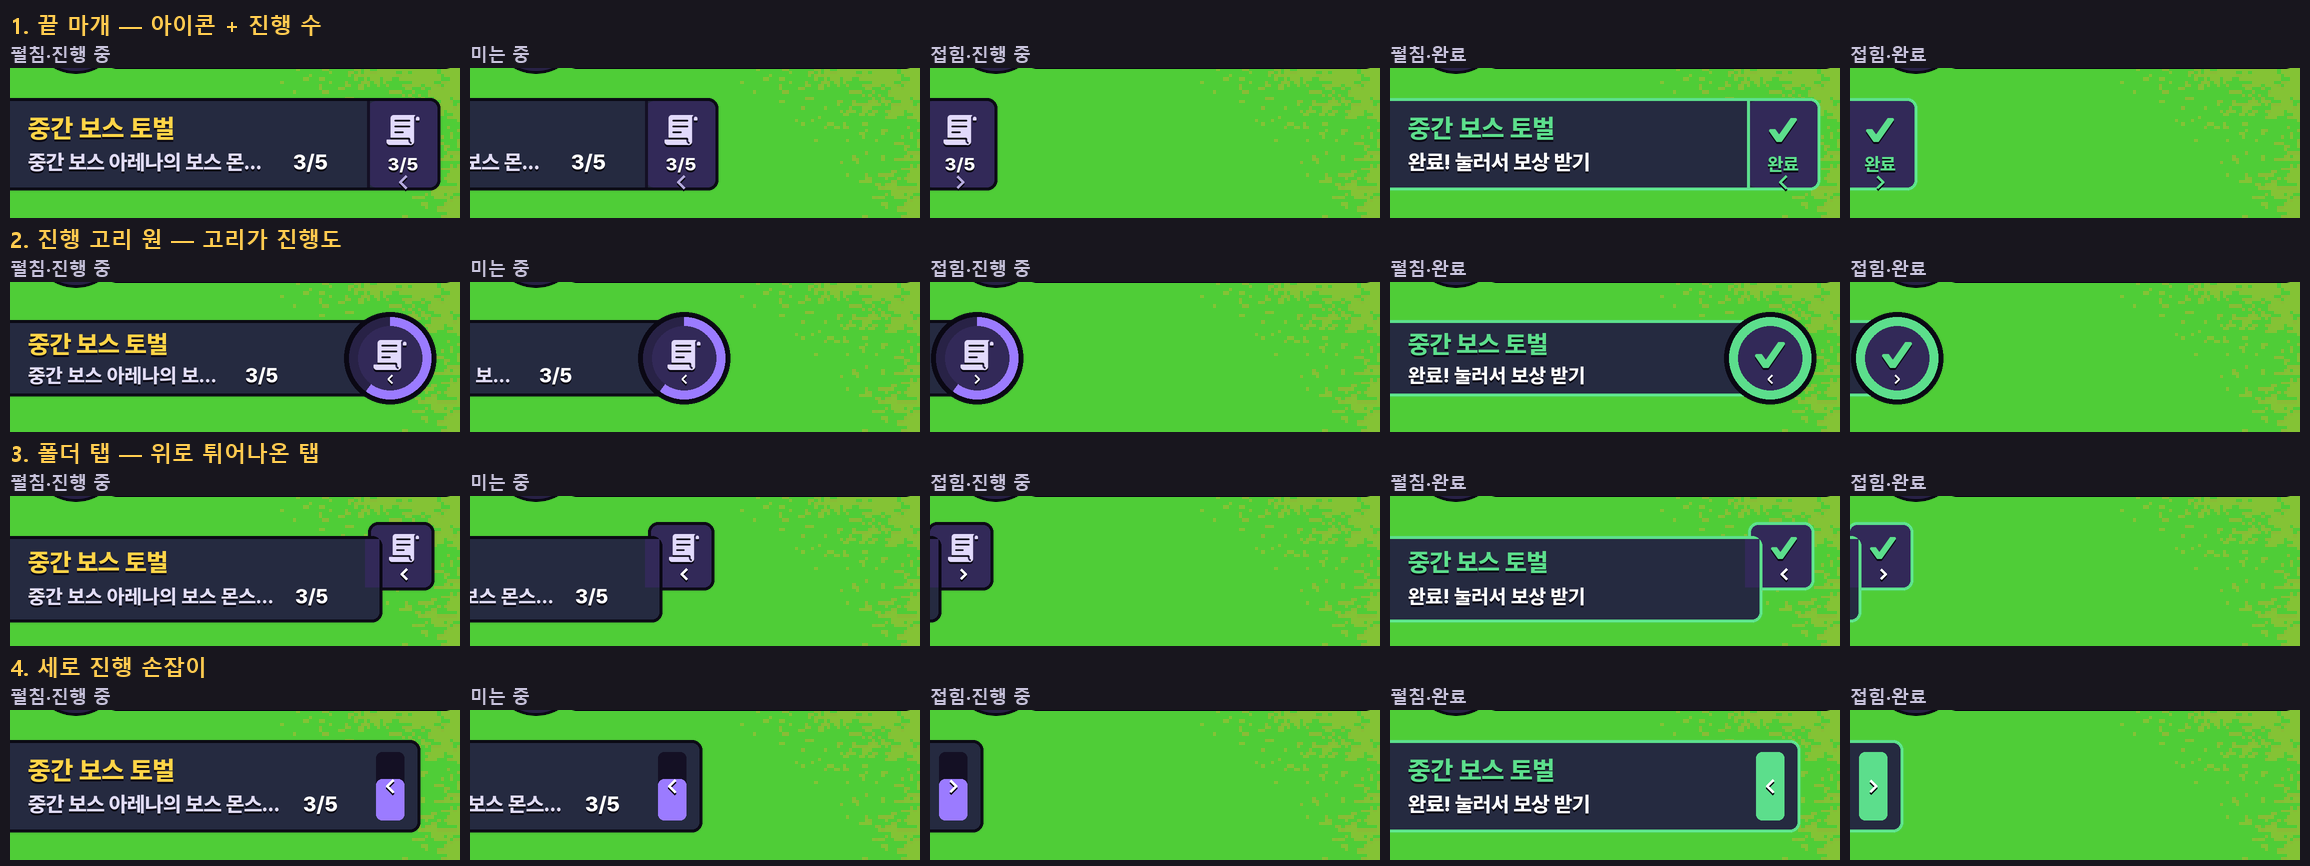 1. 끝 마개 — 아이콘 + 진행 수
펼침·진행 중
미는 중
접힘·진행 중
펼침·완료
접힘·완료
중간 보스 토벌
중간 보스 아레나의 보스 몬... 3/5
3/5
보스 몬... 3/5
3/5
3/5
중간 보스 토벌
완료! 눌러서 보상 받기
완료
완료
2. 진행 고리 원 — 고리가 진행도
펼침·진행 중
미는 중
접힘·진행 중
펼침·완료
접힘·완료
중간 보스 토벌
중간 보스 아레나의 보... 3/5
보... 3/5
중간 보스 토벌
완료! 눌러서 보상 받기
3. 폴더 탭 — 위로 튀어나온 탭
펼침·진행 중
미는 중
접힘·진행 중
펼침·완료
접힘·완료
중간 보스 토벌
중간 보스 아레나의 보스 몬스... 3/5
보스 몬스... 3/5
중간 보스 토벌
완료! 눌러서 보상 받기
4. 세로 진행 손잡이
펼침·진행 중
미는 중
접힘·진행 중
펼침·완료
접힘·완료
중간 보스 토벌
중간 보스 아레나의 보스 몬스... 3/5
보스 몬스... 3/5
중간 보스 토벌
완료! 눌러서 보상 받기